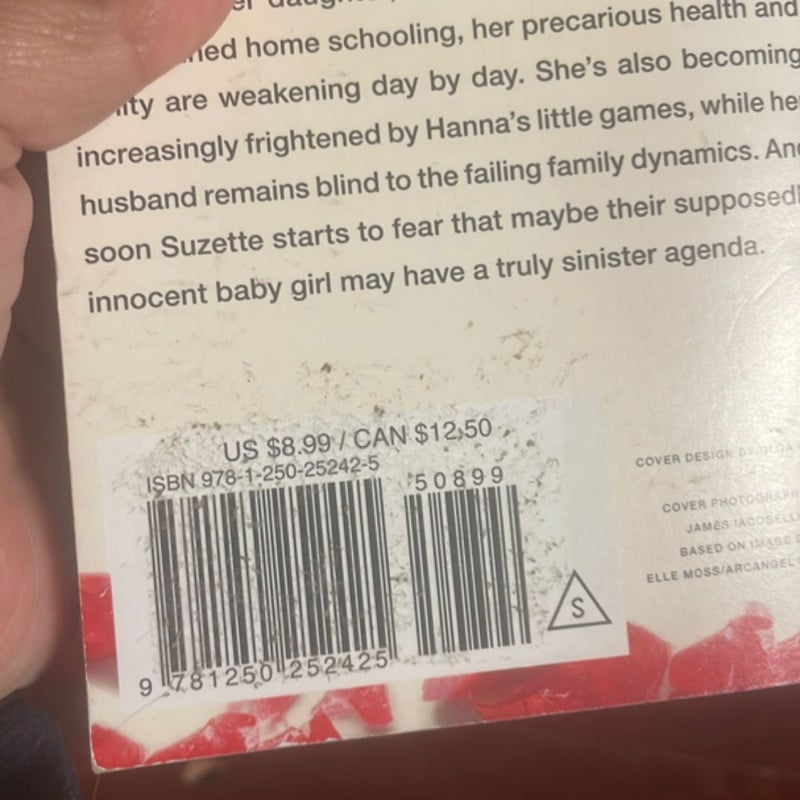 home schooling, her precarious health and
are weakening day by day. She's also becoming
increasingly frightened by Hanna's little games, while
husband remains blind to the failing family dynamics.
soon Suzette starts to fear that maybe their
innocent baby girl may have a truly sinister agenda.
US $8.99 / CAN $12.50
ISBN 978-1-250-25242-5
50899
9 781250 252425
S
COVER DESIGN BY
COVER
JAMES
BASED ON IMAGE
ELLE MOSS/ARCANGEL